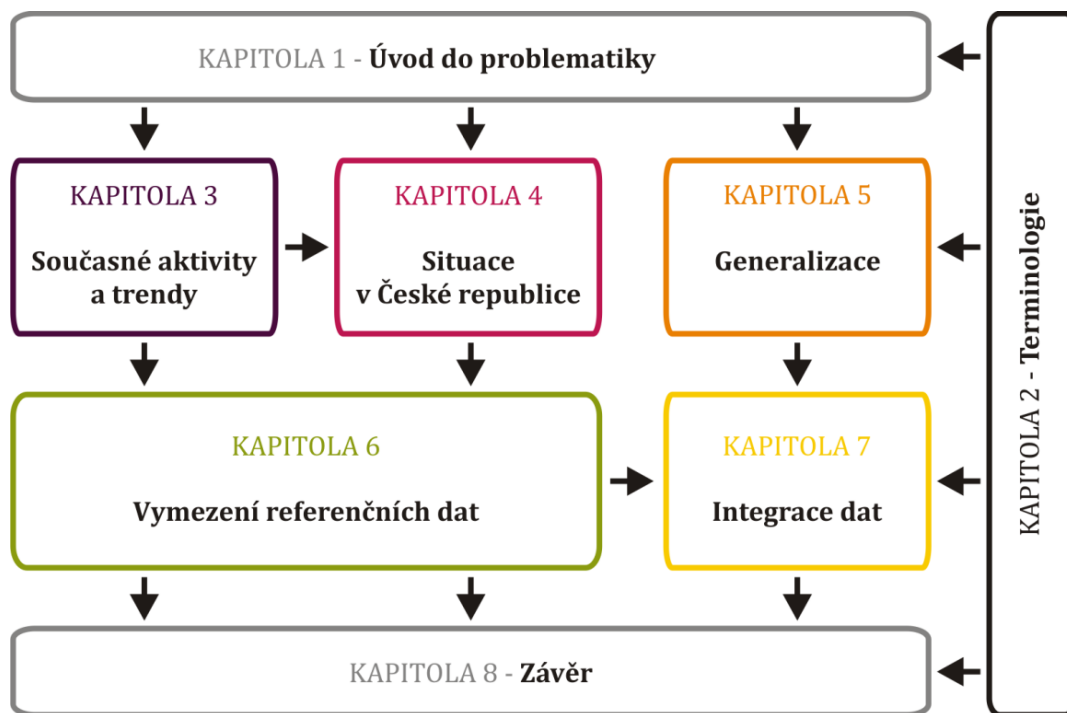 KAPITOLA 1 - Úvod do problematiky
KAPITOLA 3
Současné aktivity
a trendy
KAPITOLA 4
Situace
v České republice
KAPITOLA 5
Generalizace
KAPITOLA 6
Vymezení referenčních dat
KAPITOLA 7
Integrace dat
KAPITOLA 8 - Závěr
KAPITOLA 2 - Terminologie